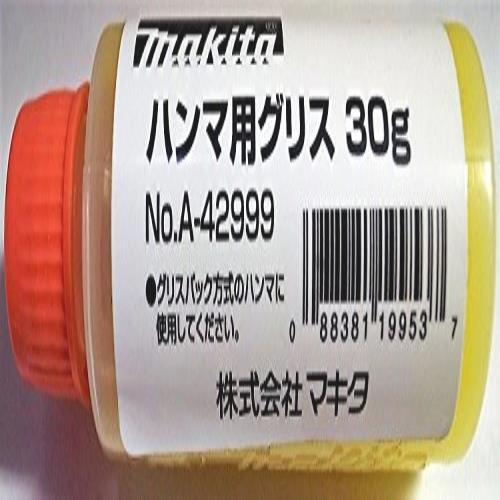 makita
ハンマ用グリス 30g
No.A-42999
●グリスパック方式のハンマに
使用してください。
0 88381 19953 7
株式会社マキタ